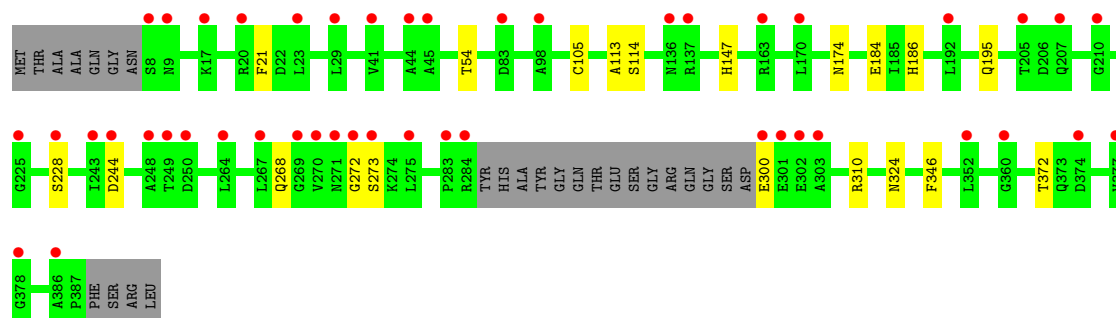 MET THR ALA ALA GLN GLY ASN S8 N9 K17 R20 F21 D22 L23 L29 V41 A44 A45 T54 D83 A98 C105 A113 S114 N136 R137 H147 R163 L170 N174 E184 I185 H186 L192 Q195 T205 D206 Q207 G210
G225 S228 I243 D244 A248 T249 D250 L264 L267 Q268 G269 V270 N271 G272 S273 K274 L275 P283 R284 TYR HIS ALA TYR GLY GLN THR GLU SER GLY ARG GLN GLY SER ASP E300 E301 E302 A303 R310 N324 F346 L352 G360 T372 Q373 D374
G378 A386 P387 PHE SER ARG LEU